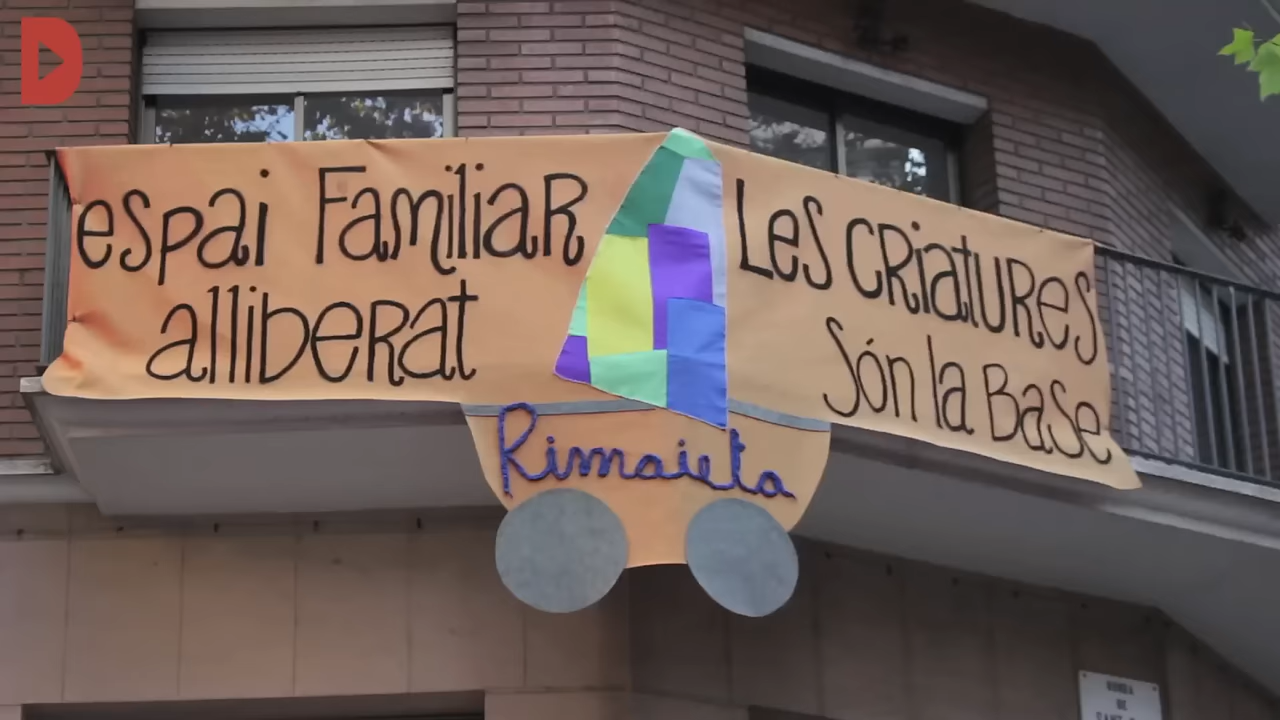 espai Familiar
alliberat
Les CRiatuRes
Són la Base
Rimaieta